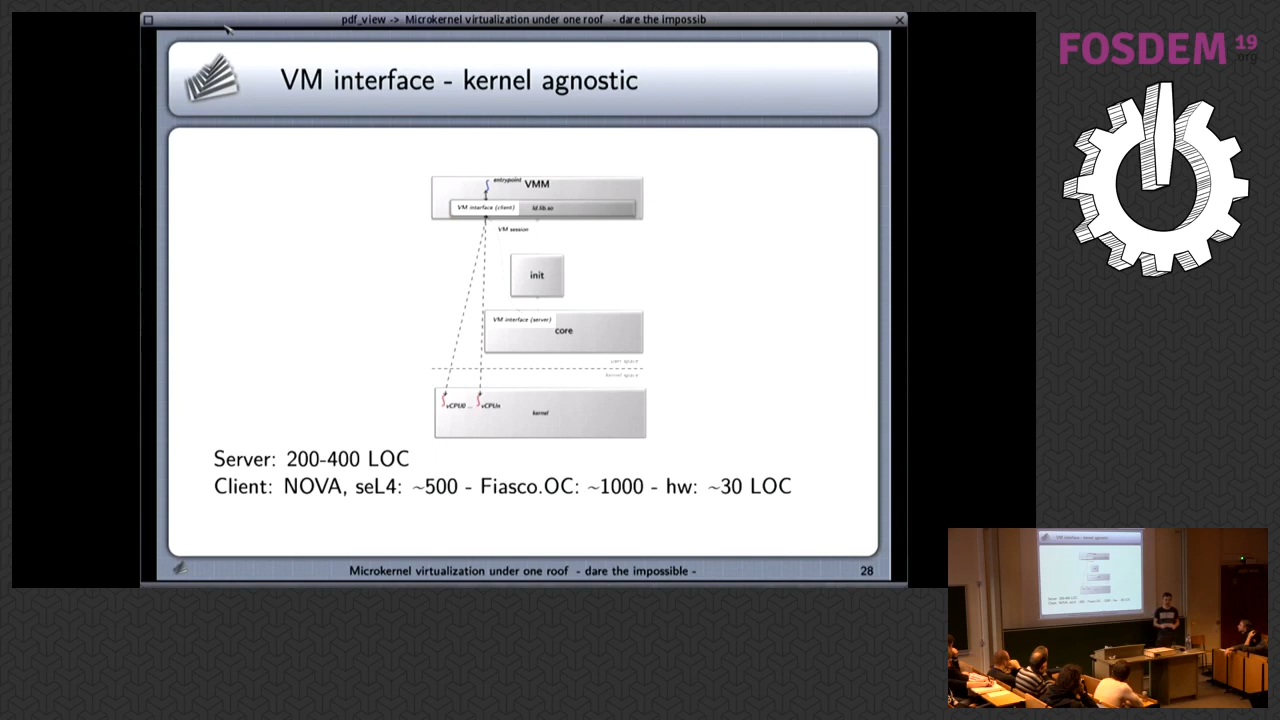 pdf_view -> Microkernel virtualization under one roof - dare the impossib
FOSDEM 19
.org
VM interface - kernel agnostic
entrypoint VMM
VM interface (client) ld.lib.so
VM session
init
VM interface (server)
core
user space
kernel space
vCPU0 ... vCPUn
kernel
Server: 200-400 LOC
Client: NOVA, seL4: ~500 - Fiasco.OC: ~1000 - hw: ~30 LOC
Microkernel virtualization under one roof - dare the impossible -
28